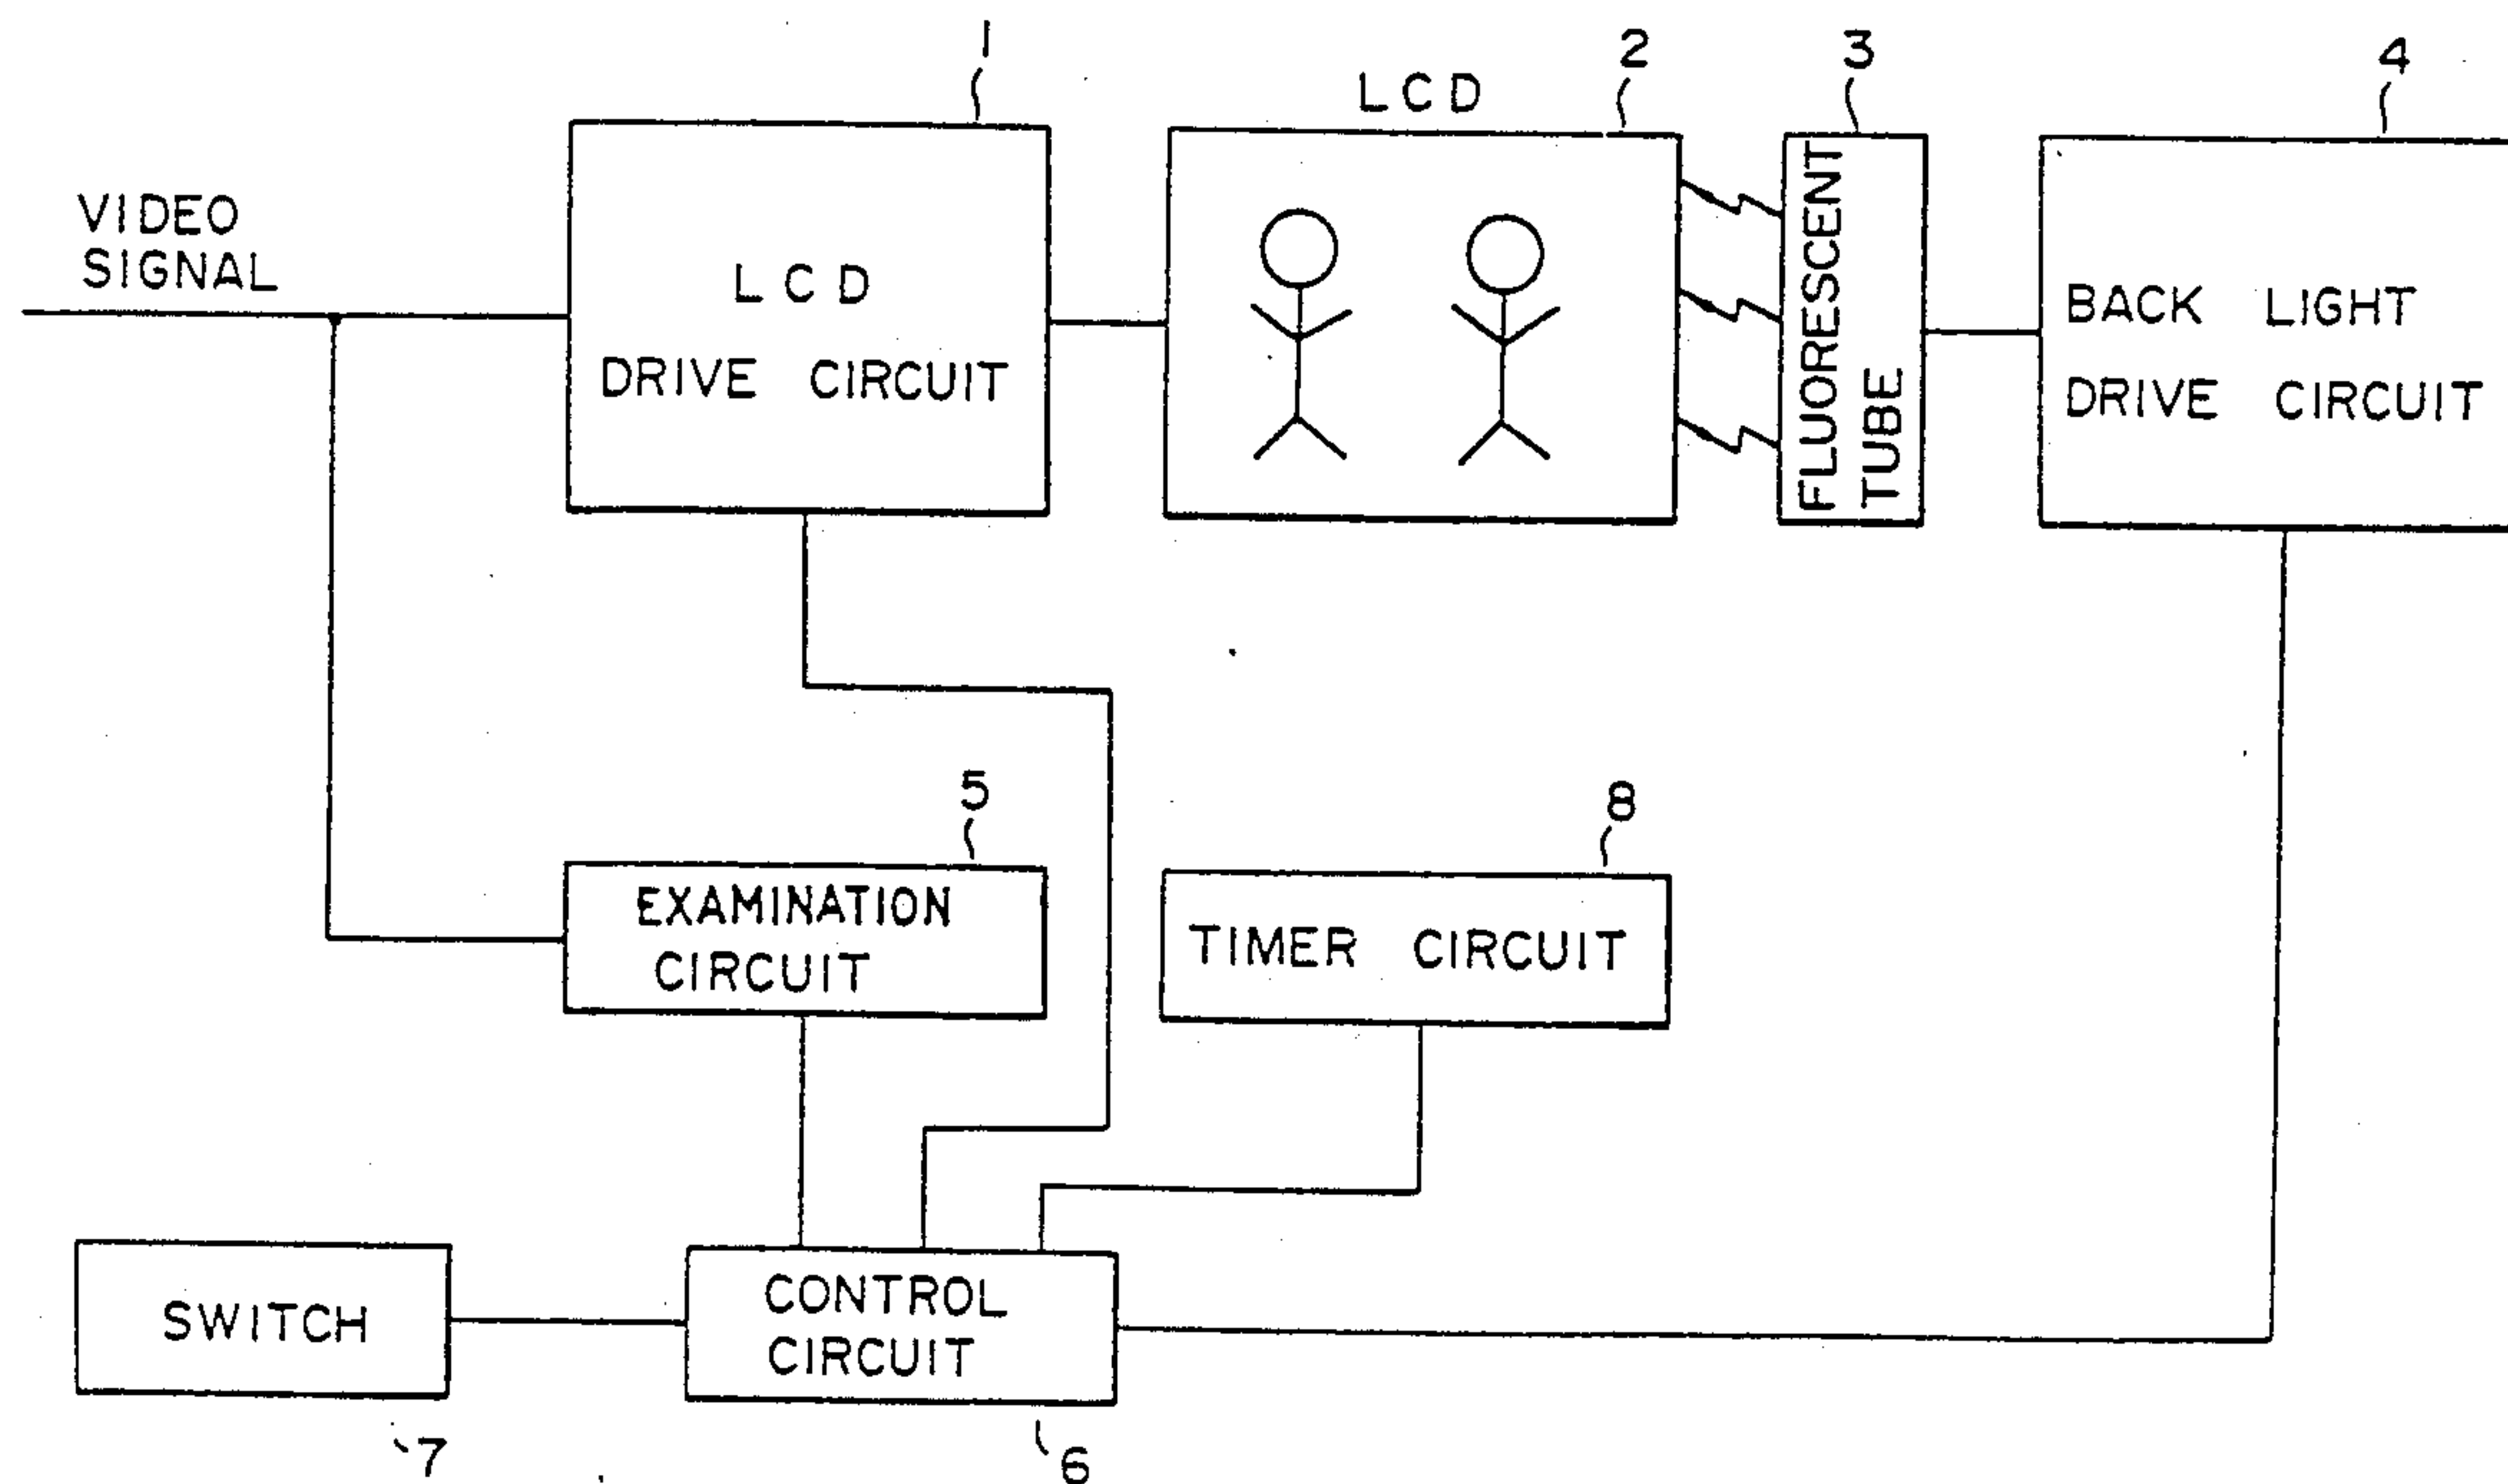 1
LCD
2
3
4
VIDEO
SIGNAL
LCD
DRIVE CIRCUIT
FLUORESCENT
TUBE
BACK LIGHT
DRIVE CIRCUIT
5
EXAMINATION
CIRCUIT
8
TIMER CIRCUIT
SWITCH
7
CONTROL
CIRCUIT
6